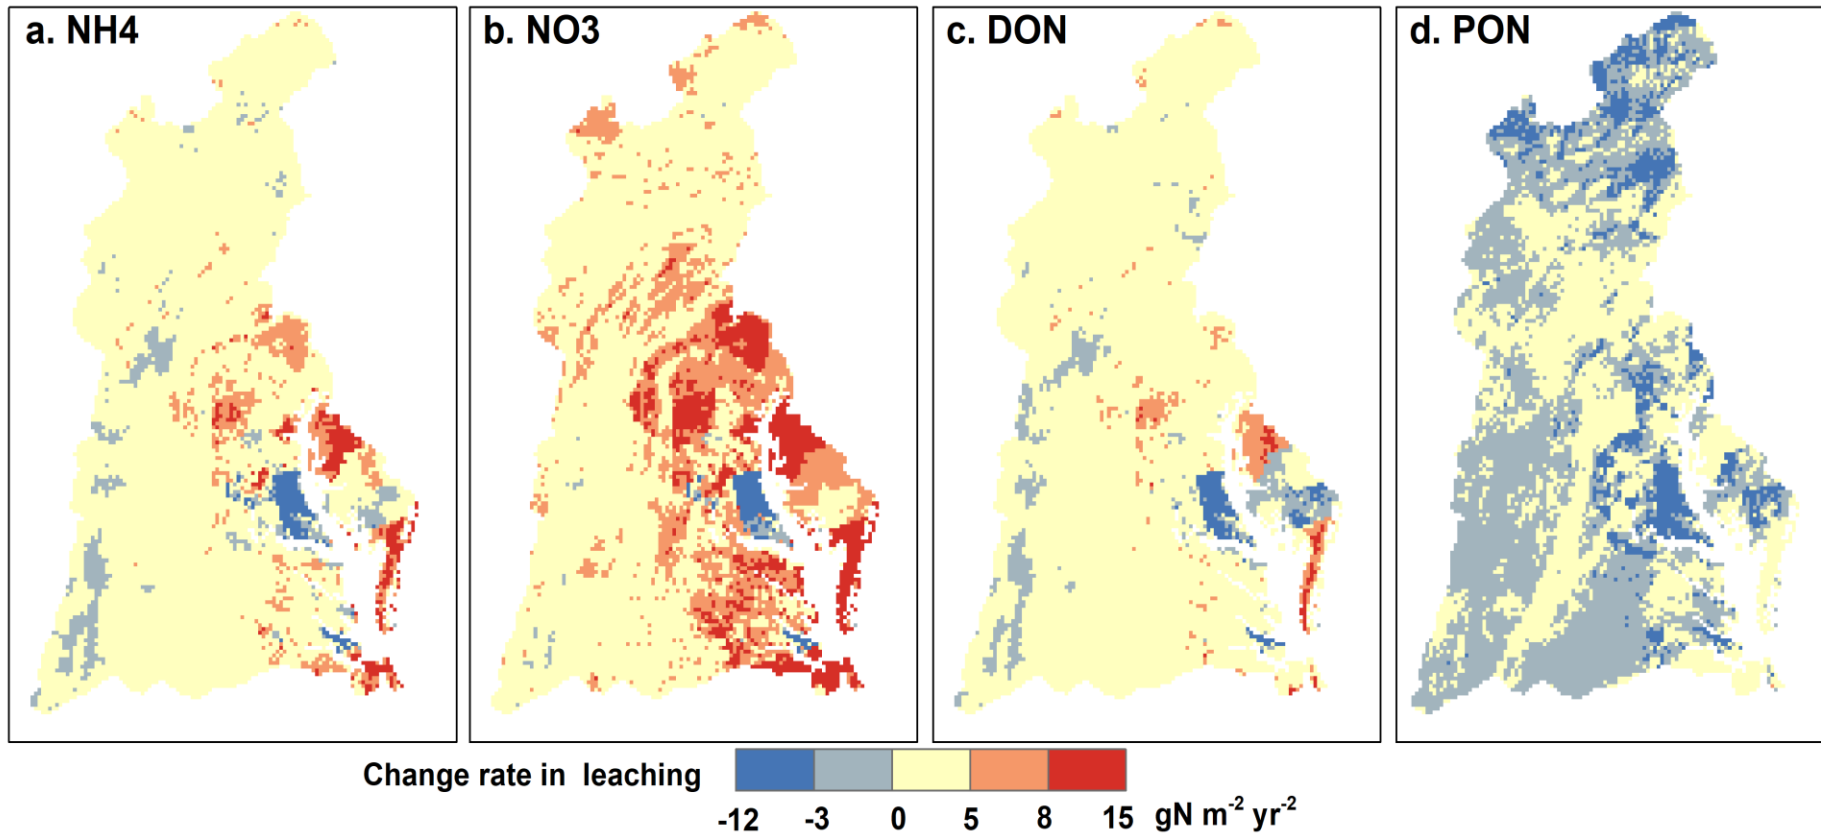 a. NH4
b. NO3
c. DON
d. PON
Change rate in leaching
-12 -3 0 5 8 15 gN m⁻² yr⁻²